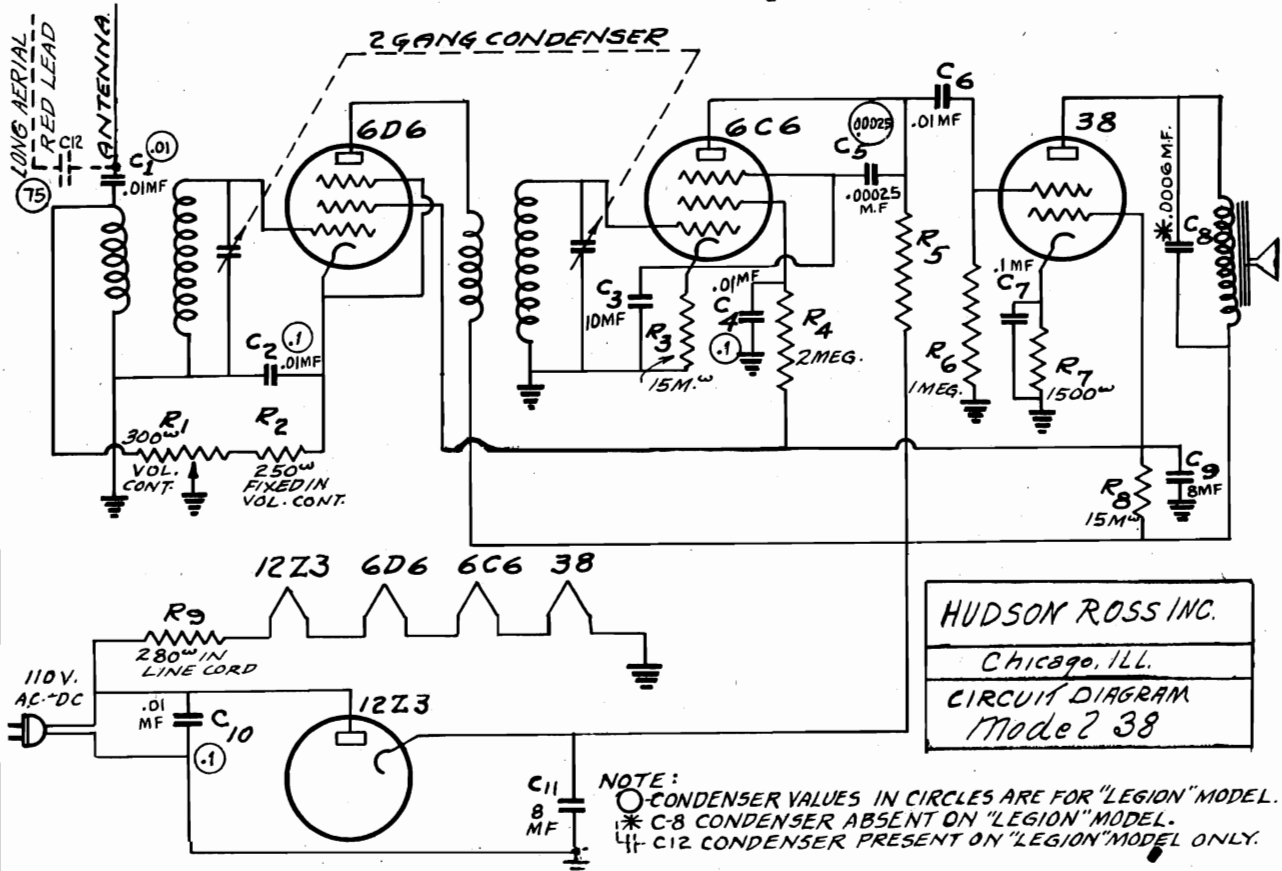 LONG AERIAL
RED LEAD
ANTENNA
C12
75
C1
.01
.01MF
2 GANG CONDENSER
6D6
6C6
38
C2
.1
.01MF
R1
300ω
VOL.
CONT.
R2
250ω
FIXED IN
VOL. CONT.
C3
10MF
R3
15M.ω
.01MF
C4
.1
R4
2MEG.
.00025
C5
.00025
M.F
C6
.01MF
R5
R6
1MEG.
.1MF
C7
R7
1500ω
* .0006M.F.
C8
R8
15Mω
C9
8MF
12Z3 6D6 6C6 38
R9
280ω IN
LINE CORD
110V.
A.C.-DC
.01
MF
C10
.1
12Z3
C11
8
MF
HUDSON ROSS INC.
Chicago, ILL.
CIRCUIT DIAGRAM
Model 38
NOTE:
-CONDENSER VALUES IN CIRCLES ARE FOR "LEGION" MODEL.
* C-8 CONDENSER ABSENT ON "LEGION" MODEL.
C12 CONDENSER PRESENT ON "LEGION" MODEL ONLY.